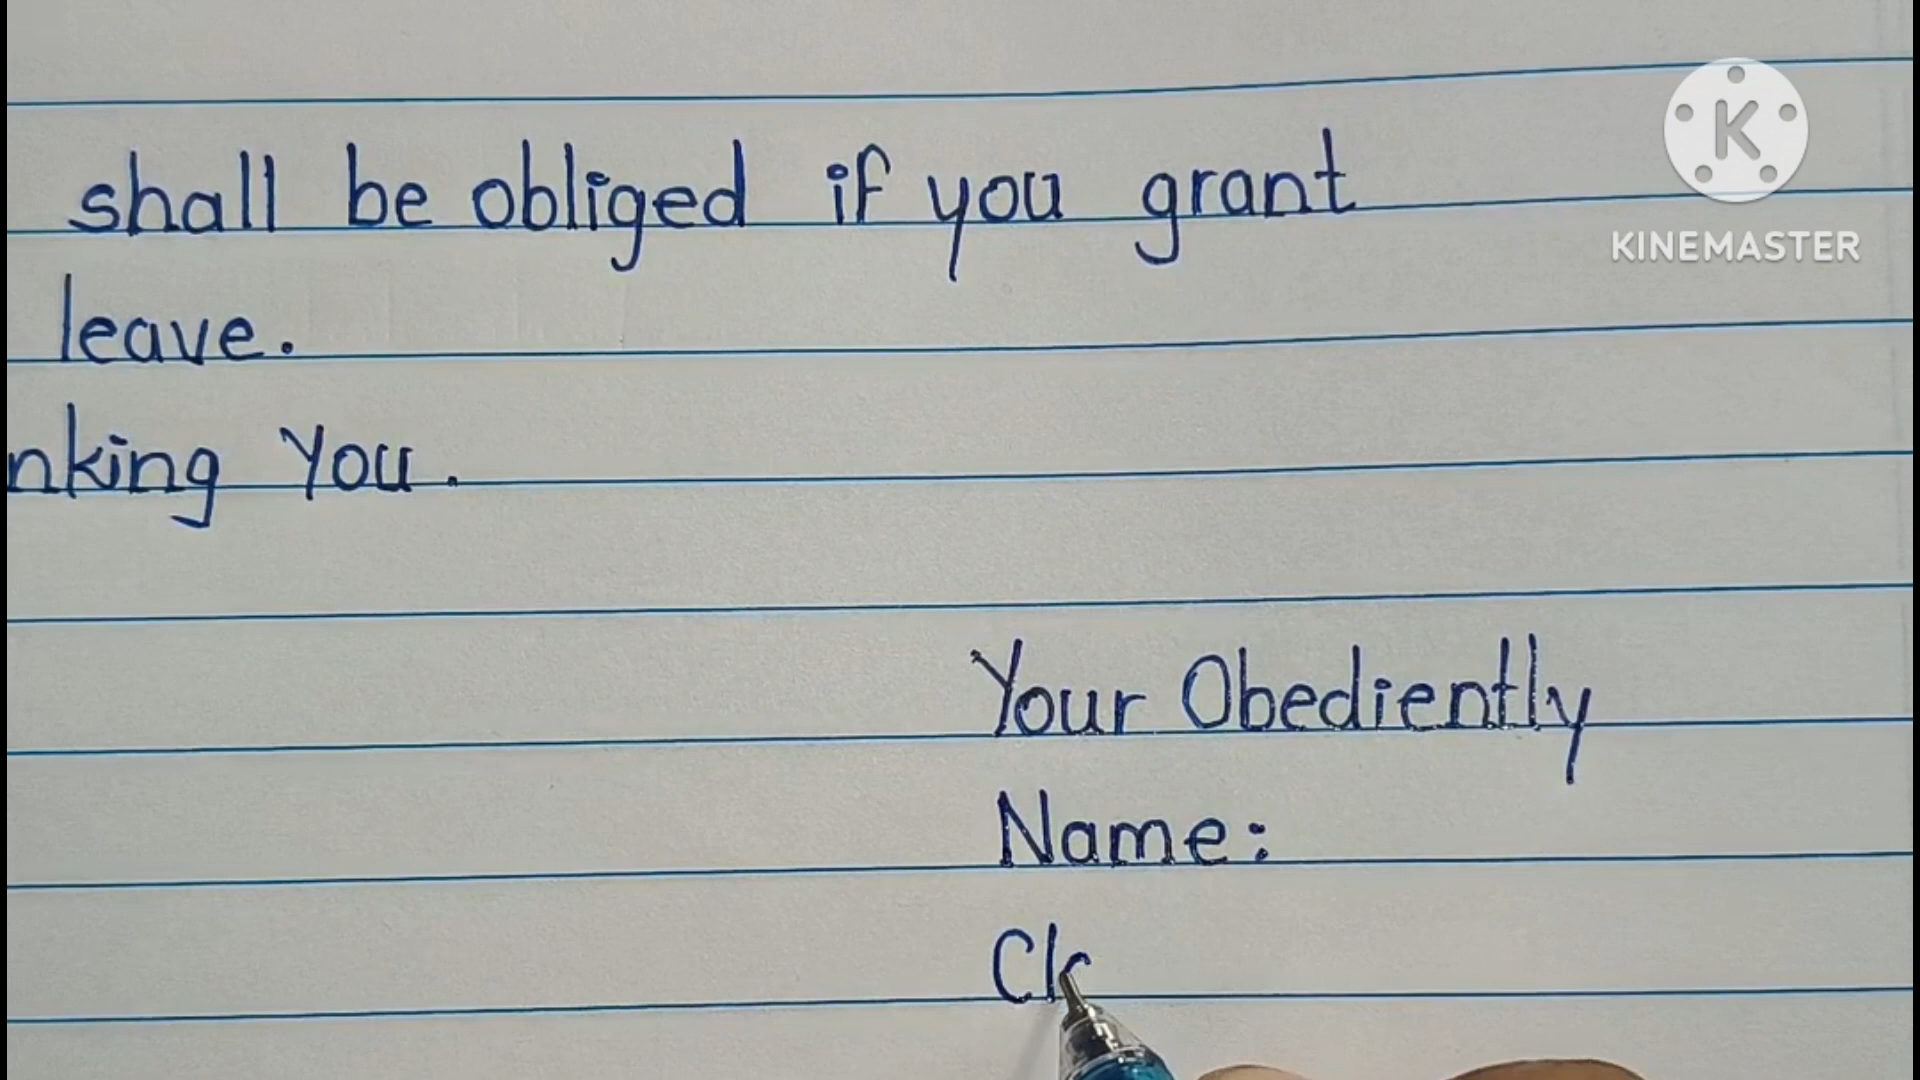 shall be obliged if you grant
leave.
nking You.
Your Obediently
Name:
Cl
K
KINEMASTER